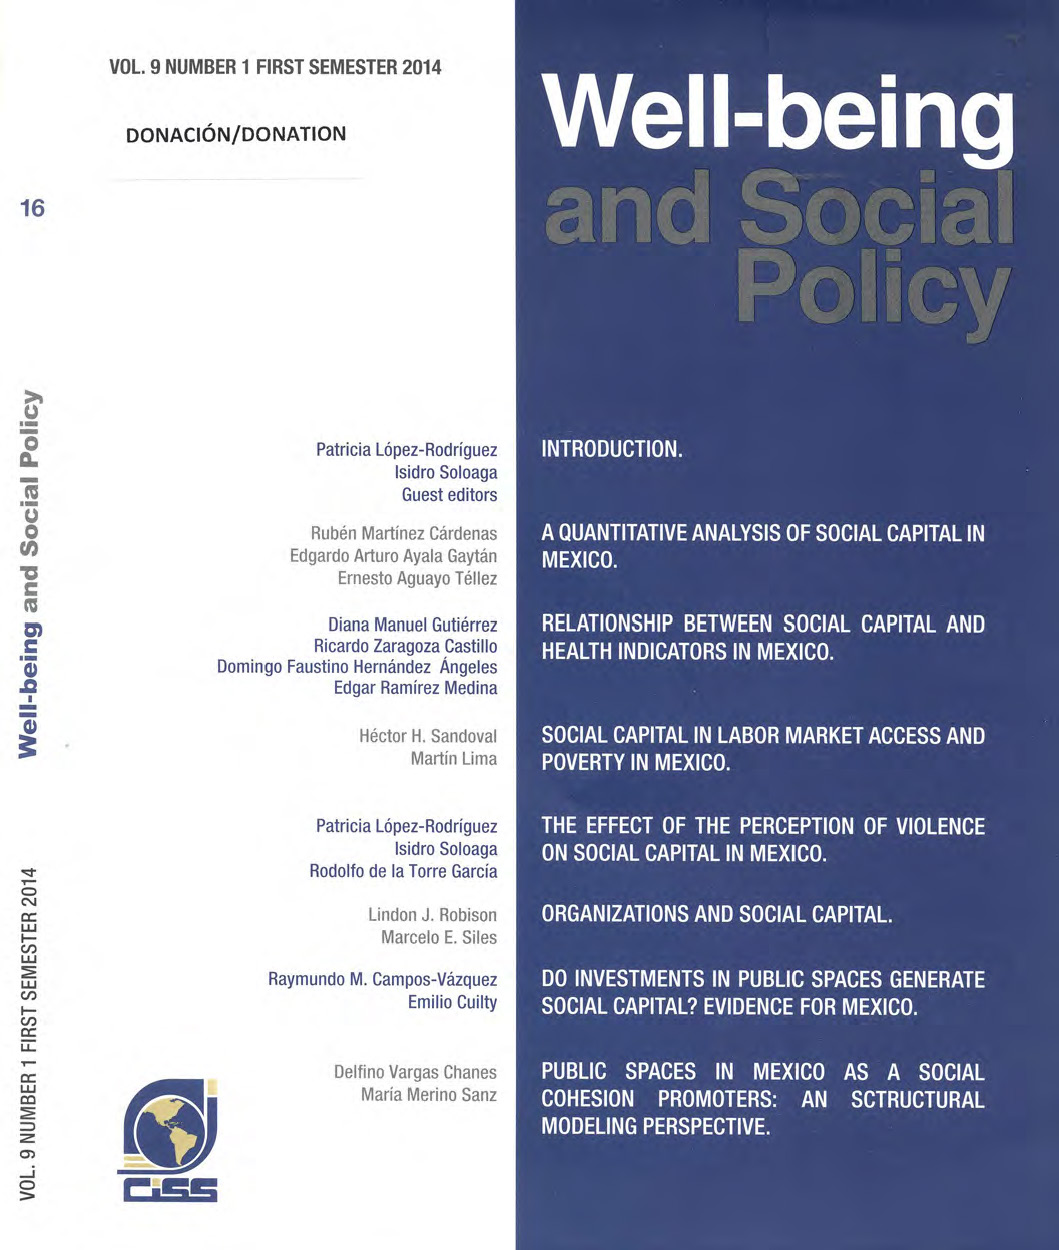 VOL. 9 NUMBER 1 FIRST SEMESTER 2014
DONACIÓN/DONATION
16
Well-being and Social Policy
VOL. 9 NUMBER 1 FIRST SEMESTER 2014
Well-being
and Social
Policy
Patricia López-Rodríguez
Isidro Soloaga
Guest editors
INTRODUCTION.
Rubén Martínez Cárdenas
Edgardo Arturo Ayala Gaytán
Ernesto Aguayo Téllez
A QUANTITATIVE ANALYSIS OF SOCIAL CAPITAL IN
MEXICO.
Diana Manuel Gutiérrez
Ricardo Zaragoza Castillo
Domingo Faustino Hernández Ángeles
Edgar Ramírez Medina
RELATIONSHIP BETWEEN SOCIAL CAPITAL AND
HEALTH INDICATORS IN MEXICO.
Héctor H. Sandoval
Martín Lima
SOCIAL CAPITAL IN LABOR MARKET ACCESS AND
POVERTY IN MEXICO.
Patricia López-Rodríguez
Isidro Soloaga
Rodolfo de la Torre García
THE EFFECT OF THE PERCEPTION OF VIOLENCE
ON SOCIAL CAPITAL IN MEXICO.
Lindon J. Robison
Marcelo E. Siles
ORGANIZATIONS AND SOCIAL CAPITAL.
Raymundo M. Campos-Vázquez
Emilio Cuilty
DO INVESTMENTS IN PUBLIC SPACES GENERATE
SOCIAL CAPITAL? EVIDENCE FOR MEXICO.
Delfino Vargas Chanes
María Merino Sanz
PUBLIC SPACES IN MEXICO AS A SOCIAL
COHESION PROMOTERS: AN SCTRUCTURAL
MODELING PERSPECTIVE.
CISS